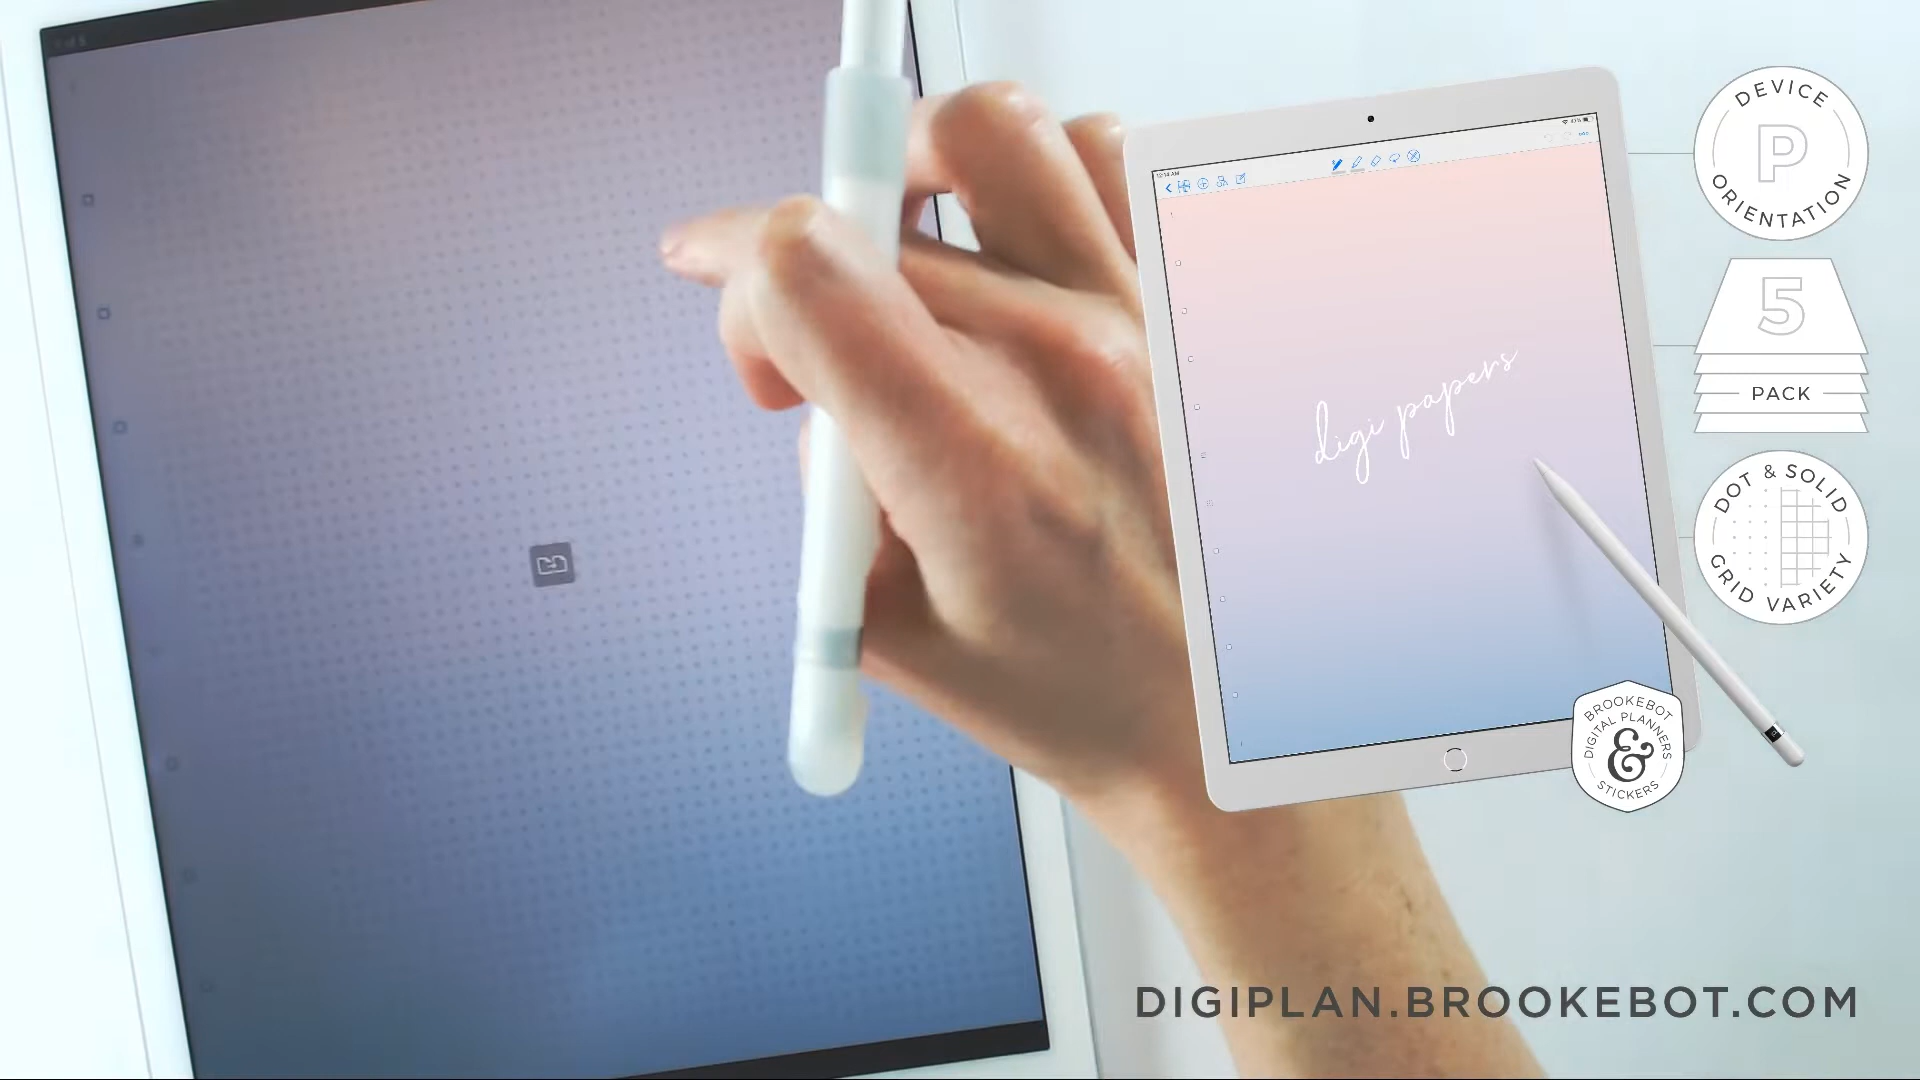 DEVICE
P
ORIENTATION
5
PACK
DOT & SOLID
GRID VARIETY
digi papers
BROOKEBOT
DIGITAL PLANNERS
&
STICKERS
DIGIPLAN.BROOKEBOT.COM